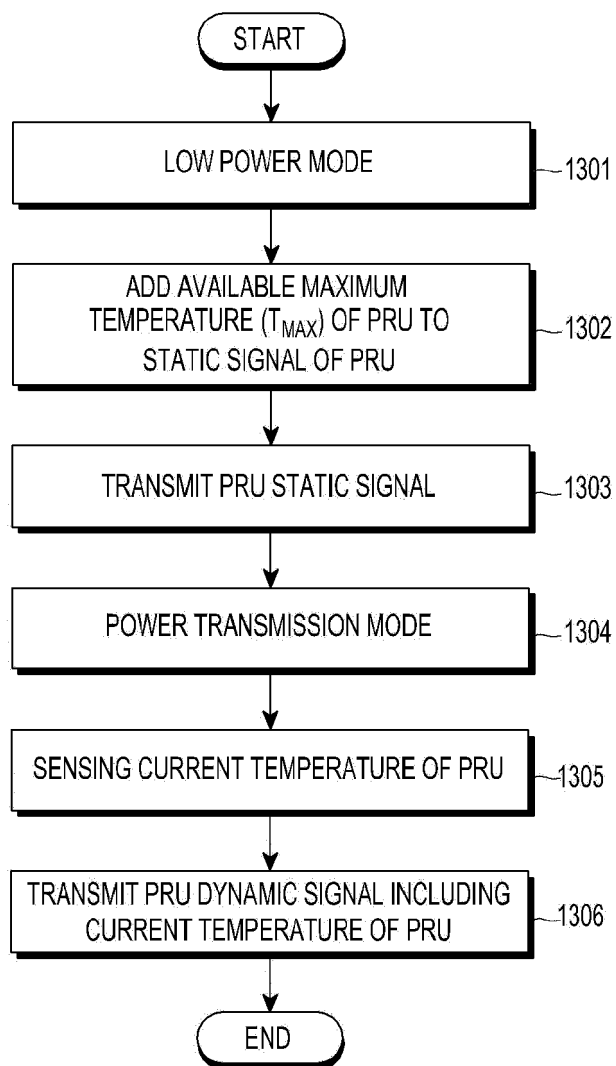 START
LOW POWER MODE
1301
ADD AVAILABLE MAXIMUM
TEMPERATURE (TMAX) OF PRU TO
STATIC SIGNAL OF PRU
1302
TRANSMIT PRU STATIC SIGNAL
1303
POWER TRANSMISSION MODE
1304
SENSING CURRENT TEMPERATURE OF PRU
1305
TRANSMIT PRU DYNAMIC SIGNAL INCLUDING
CURRENT TEMPERATURE OF PRU
1306
END